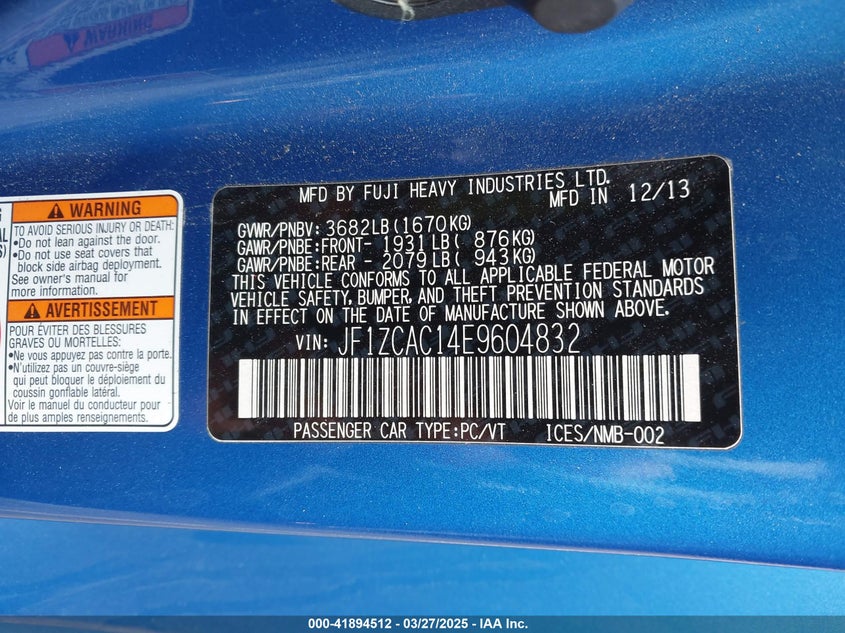 WARNING
TO AVOID SERIOUS INJURY OR DEATH:
•Do not lean against the door.
•Do not use seat covers that
block side airbag deployment.
See owner's manual for
more information.
AVERTISSEMENT
POUR ÉVITER DES BLESSURES
GRAVES OU MORTELLES:
•Ne vous appuyez pas contre la porte.
•N'utilisez pas un couvre-siège
qui peut bloquer le déploiement du
coussin gonflable latéral.
Voir le manuel du conducteur pour
de plus amples renseignements.
MFD BY FUJI HEAVY INDUSTRIES LTD.
MFD IN 12/13
GVWR/PNBV: 3682LB(1670KG)
GAWR/PNBE:FRONT- 1931LB( 876KG)
GAWR/PNBE:REAR - 2079LB( 943KG)
THIS VEHICLE CONFORMS TO ALL APPLICABLE FEDERAL MOTOR
VEHICLE SAFETY, BUMPER, AND THEFT PREVENTION STANDARDS
IN EFFECT ON THE DATE OF MANUFACTURE SHOWN ABOVE.
VIN: JF1ZCAC14E9604832
PASSENGER CAR TYPE:PC/VT ICES/NMB-002
000-41894512 - 03/27/2025 - IAA Inc.